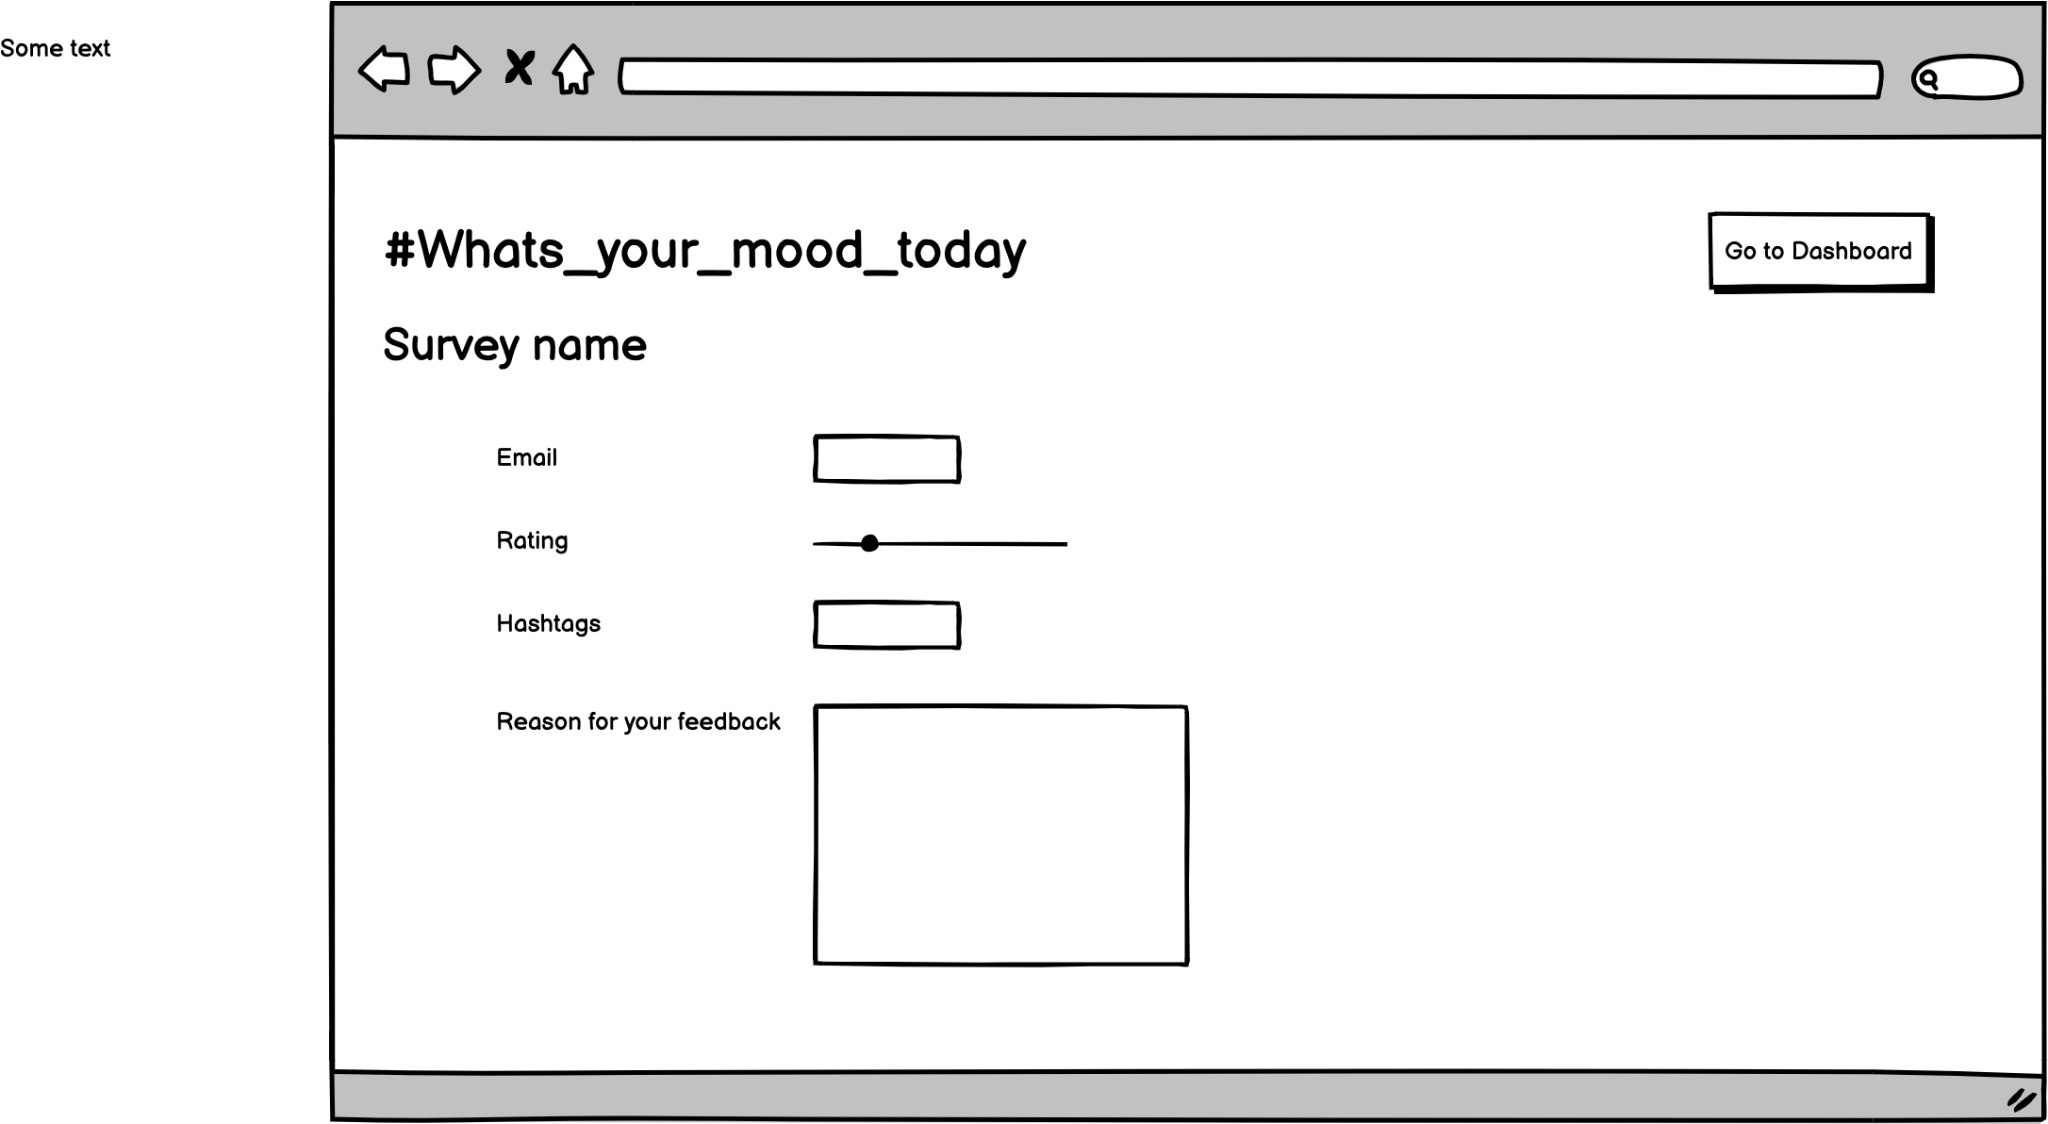 Some text
#Whats_your_mood_today
Go to Dashboard
Survey name
Email
Rating
Hashtags
Reason for your feedback